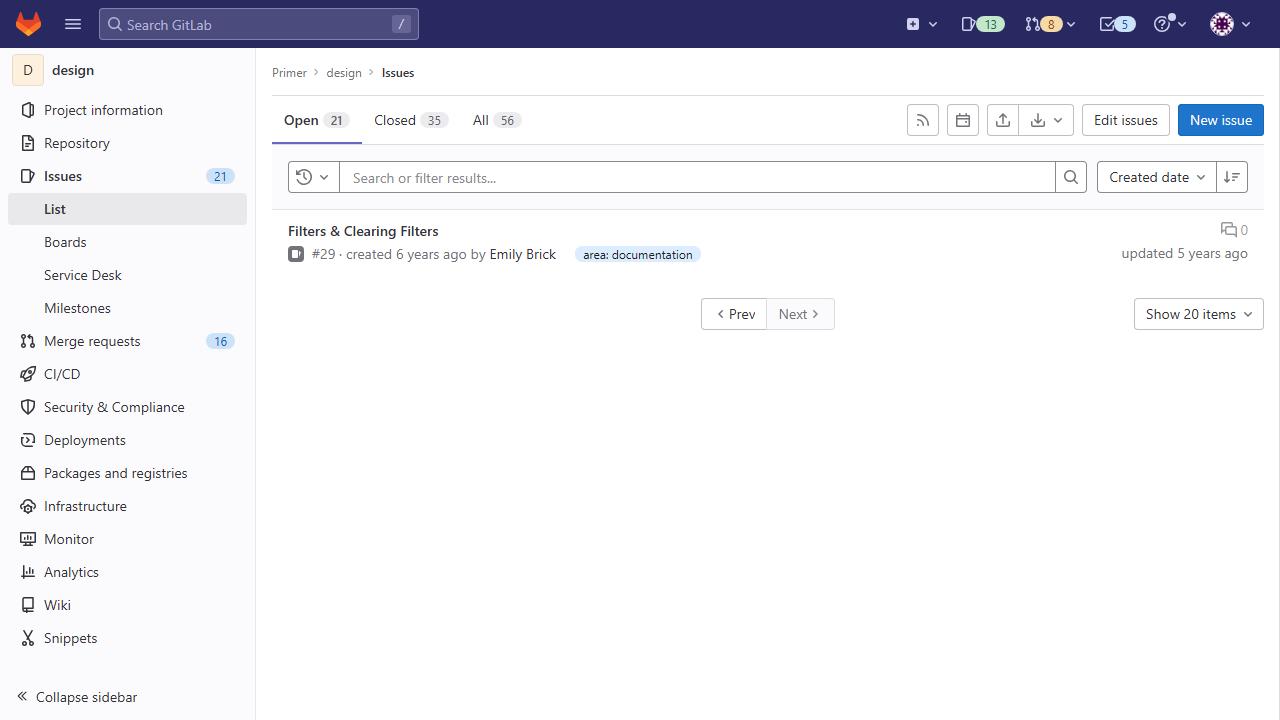 Search GitLab
/
13
8
5
D
design
Project information
Repository
Issues
21
List
Boards
Service Desk
Milestones
Merge requests
16
CI/CD
Security & Compliance
Deployments
Packages and registries
Infrastructure
Monitor
Analytics
Wiki
Snippets
Collapse sidebar
Primer
design
Issues
Open 21
Closed 35
All 56
Edit issues
New issue
Search or filter results...
Created date
Filters & Clearing Filters
0
#29 · created 6 years ago by Emily Brick
area: documentation
updated 5 years ago
Prev
Next
Show 20 items